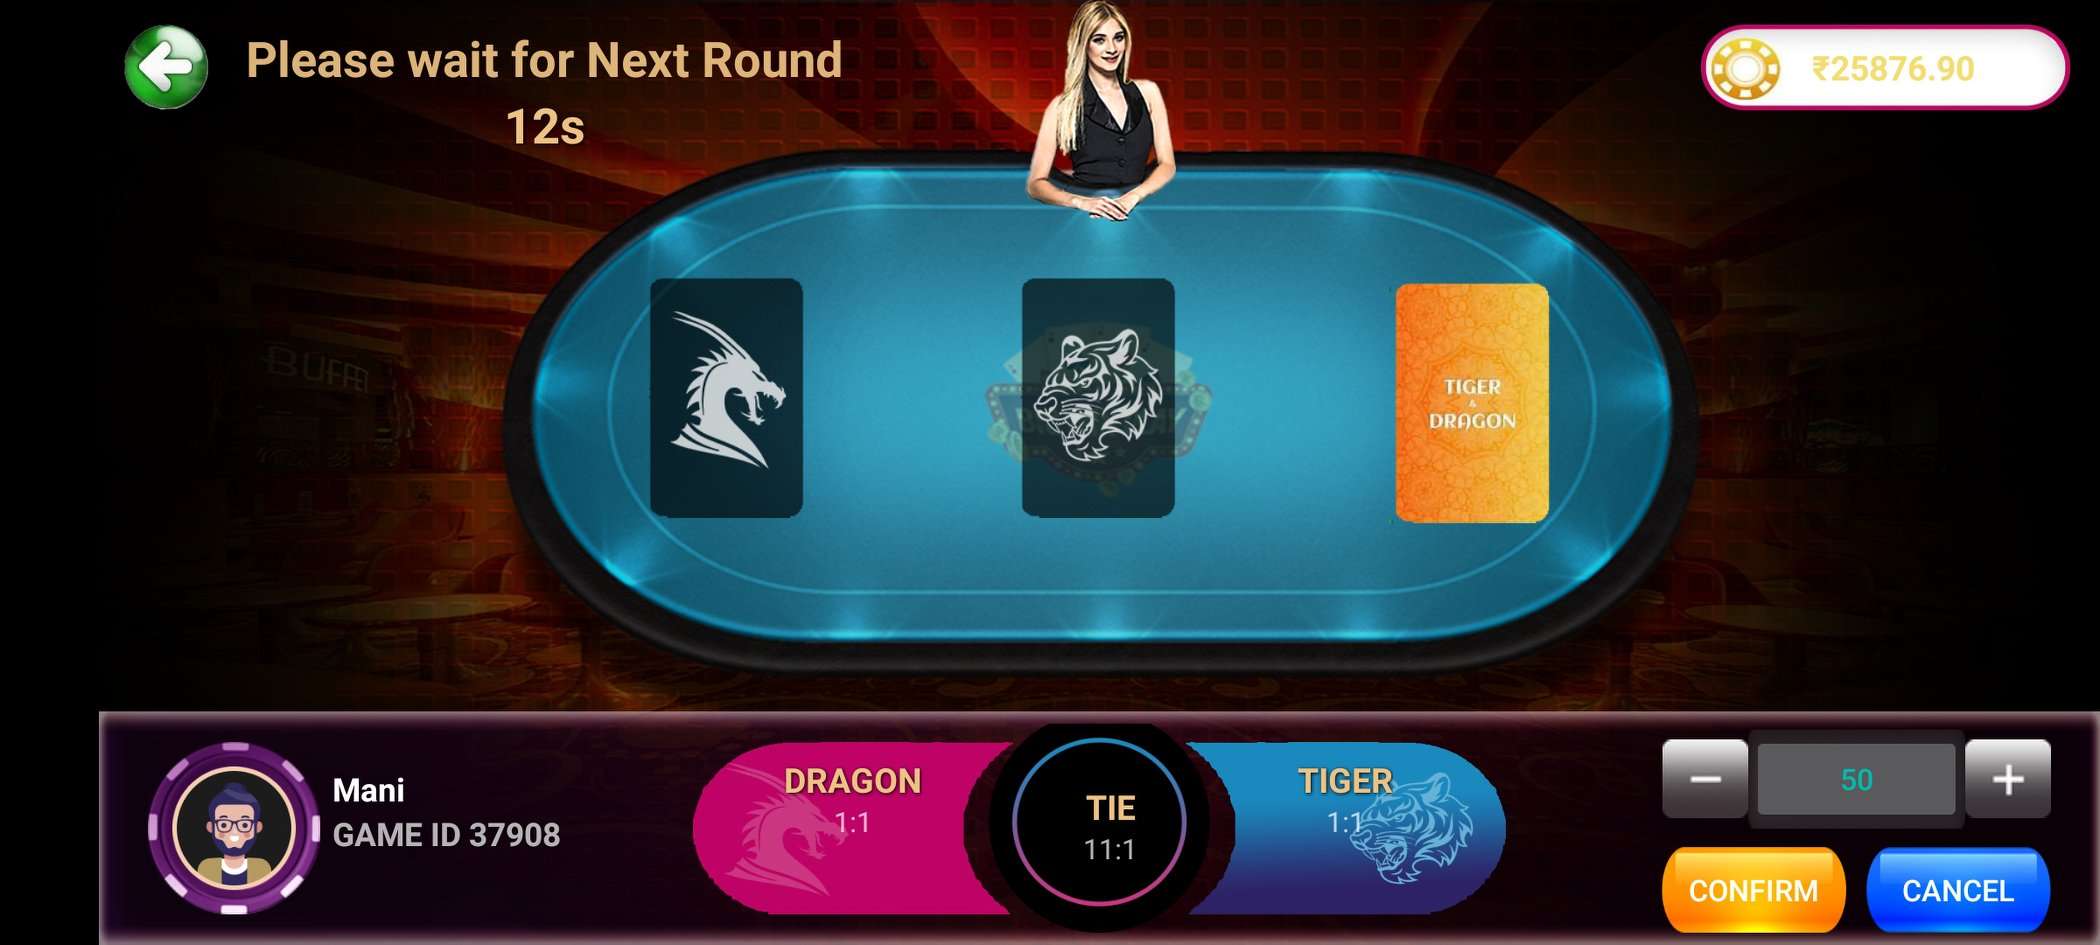 Please wait for Next Round
12s
₹25876.90
BUFFET
TIGER
&
DRAGON
Mani
GAME ID 37908
DRAGON
1:1
TIE
11:1
TIGER
1:1
50
CONFIRM
CANCEL